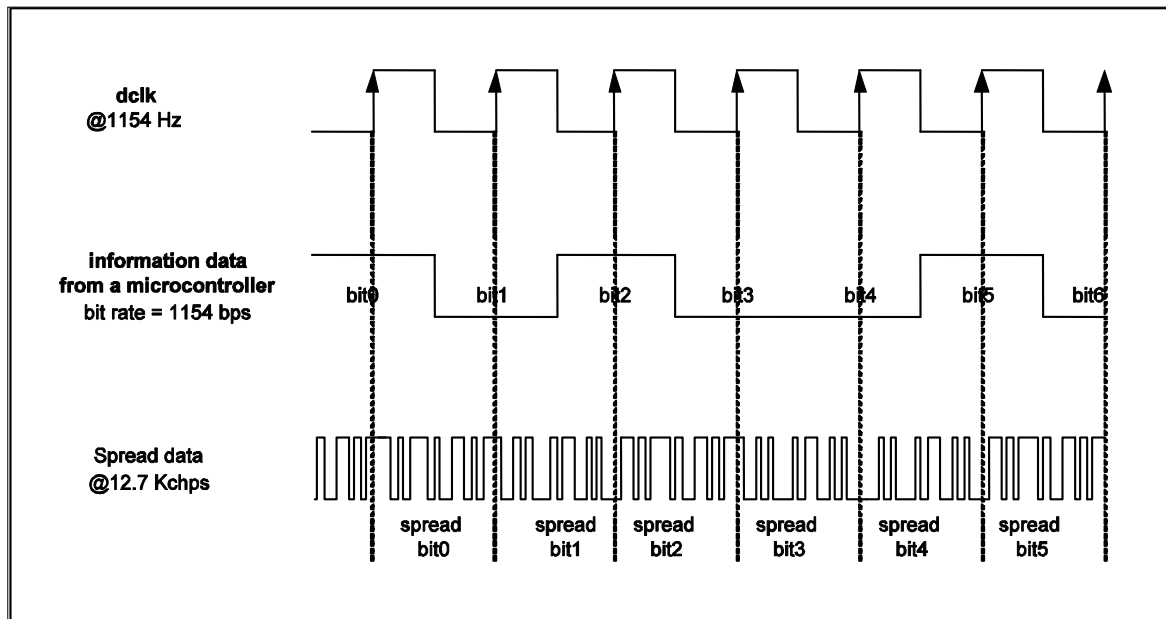 dclk
@1154 Hz
information data
from a microcontroller
bit rate = 1154 bps
bit0 bit1 bit2 bit3 bit4 bit5 bit6
Spread data
@12.7 Kchps
spread spread spread spread spread spread
bit0 bit1 bit2 bit3 bit4 bit5